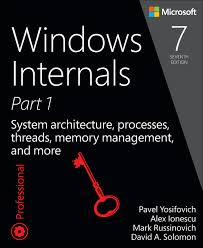 Microsoft
Windows
Internals
7
SEVENTH EDITION
Part 1
System architecture, processes,
threads, memory management,
and more
Professional
Pavel Yosifovich
Alex Ionescu
Mark Russinovich
David A. Solomon